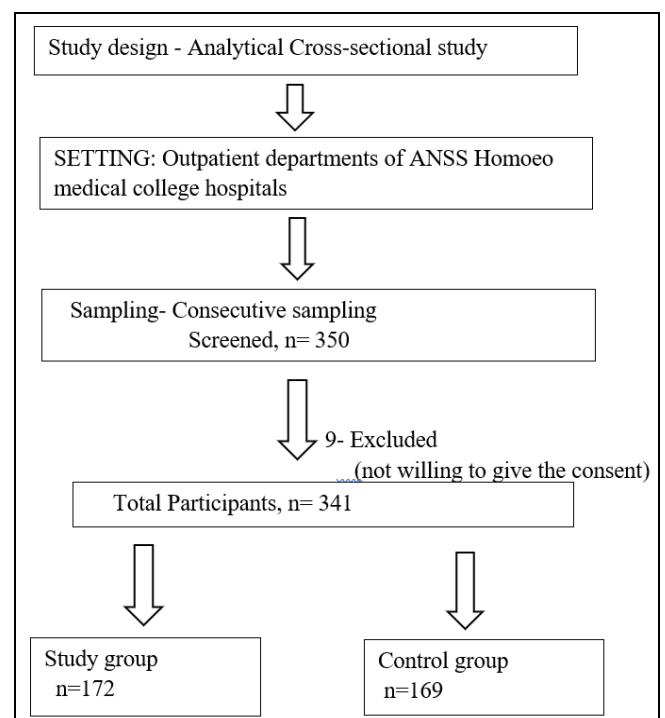 Study design - Analytical Cross-sectional study
SETTING: Outpatient departments of ANSS Homoeo
medical college hospitals
Sampling- Consecutive sampling
Screened, n= 350
9- Excluded
(not willing to give the consent)
Total Participants, n= 341
Study group
n=172
Control group
n=169